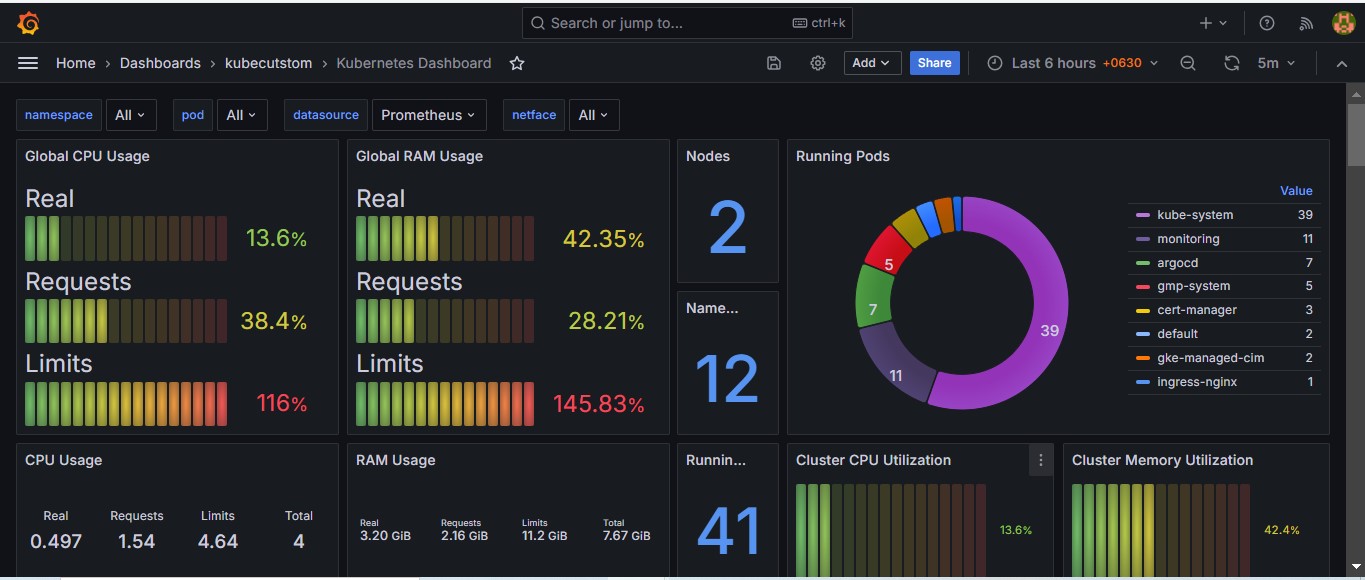 Search or jump to...
ctrl+k
Home
Dashboards
kubecutstom
Kubernetes Dashboard
Add
Share
Last 6 hours +0630
5m
namespace
All
pod
All
datasource
Prometheus
netface
All
Global CPU Usage
Real
13.6%
Requests
38.4%
Limits
116%
Global RAM Usage
Real
42.35%
Requests
28.21%
Limits
145.83%
Nodes
2
Name...
12
Running Pods
39
11
7
5
Value
kube-system 39
monitoring 11
argocd 7
gmp-system 5
cert-manager 3
default 2
gke-managed-cim 2
ingress-nginx 1
CPU Usage
Real Requests Limits Total
0.497 1.54 4.64 4
RAM Usage
Real Requests Limits Total
3.20 GiB 2.16 GiB 11.2 GiB 7.67 GiB
Runnin...
41
Cluster CPU Utilization
13.6%
Cluster Memory Utilization
42.4%